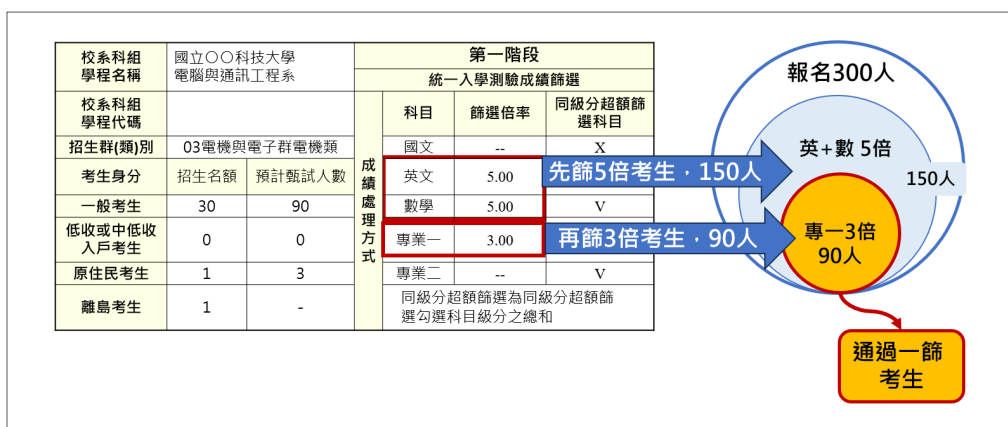 校系科組
學程名稱
國立○○科技大學
電腦與通訊工程系
第一階段
統一入學測驗成績篩選
校系科組
學程代碼
成績處理方式
科目
篩選倍率
同級分超額篩
選科目
招生群(類)別
03電機與電子群電機類
國文
--
X
考生身分
招生名額
預計甄試人數
英文
5.00
一般考生
30
90
數學
5.00
V
低收或中低收
入戶考生
0
0
專業一
3.00
原住民考生
1
3
專業二
--
V
離島考生
1
-
同級分超額篩選為同級分超額篩
選勾選科目級分之總和
先篩5倍考生，150人
再篩3倍考生，90人
報名300人
英+數 5倍
150人
專一3倍
90人
通過一篩
考生